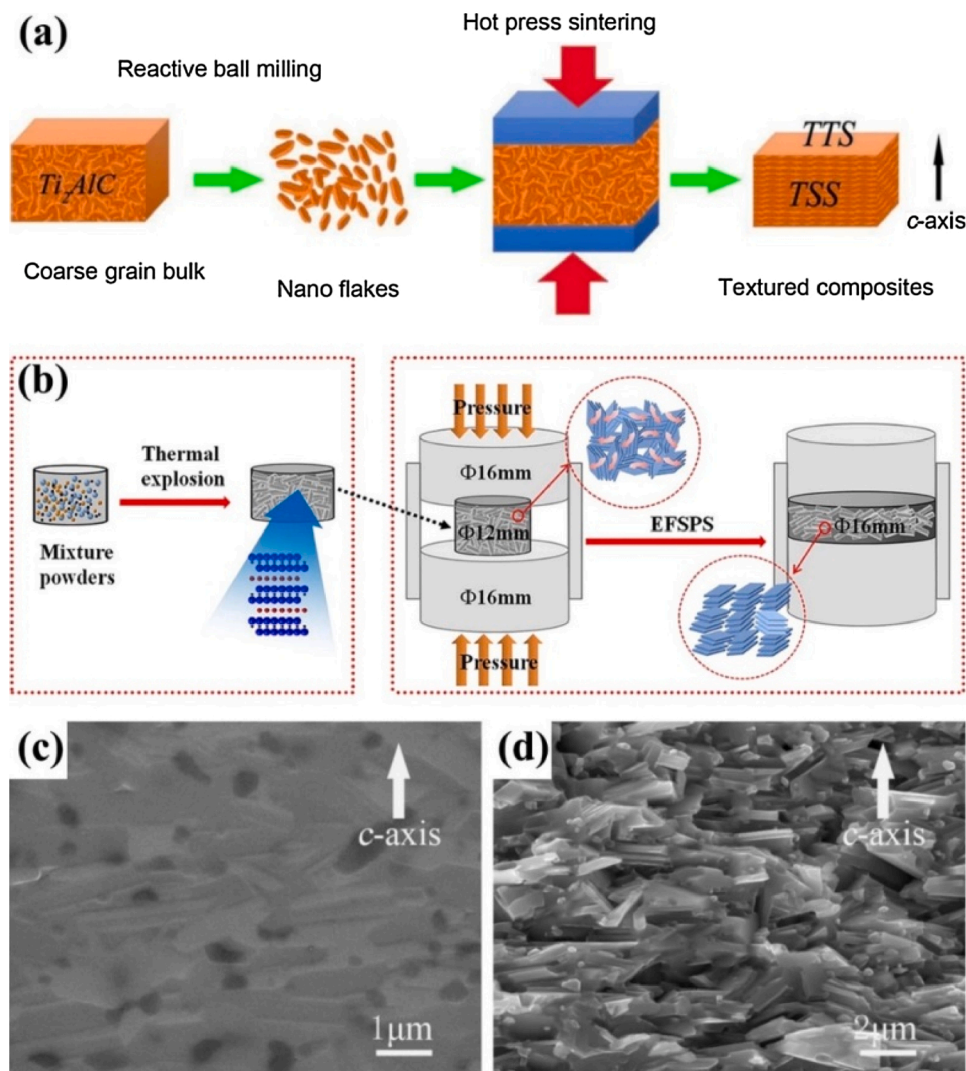 (a)
Hot press sintering
Reactive ball milling
Ti₂AlC
TTS
TSS
c-axis
Coarse grain bulk
Nano flakes
Textured composites
(b)
Thermal
explosion
Mixture
powders
Pressure
Φ16mm
Φ12mm
Φ16mm
Pressure
EFSPS
Φ16mm
(c)
c-axis
1μm
(d)
c-axis
2μm